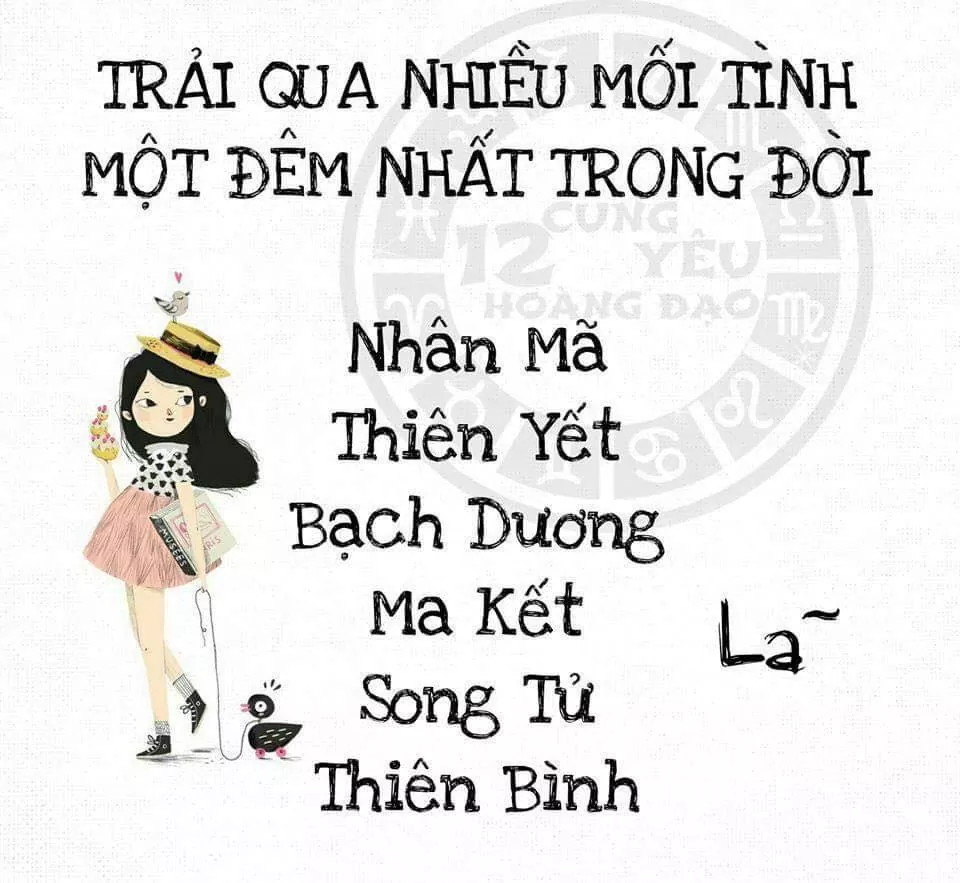 TRẢI QUA NHIỀU MỐI TÌNH
MỘT ĐÊM NHẤT TRONG ĐỜI
12 CUNG YÊU
HOÀNG ĐẠO
Nhân Mã
Thiên Yết
Bạch Dương
MUSEES
Ma Kết
La~
Song Tử
Thiên Bình